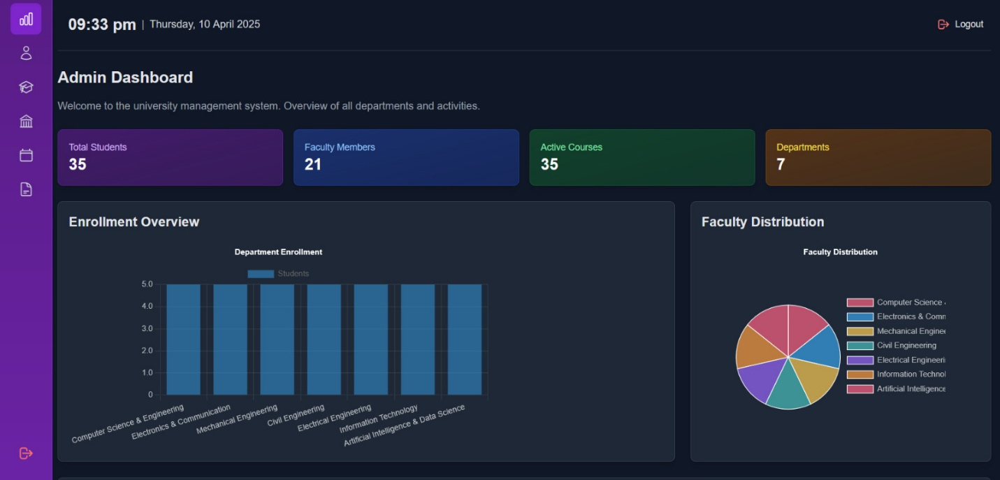 09:33 pm | Thursday, 10 April 2025
Logout
Admin Dashboard
Welcome to the university management system. Overview of all departments and activities.
Total Students
35
Faculty Members
21
Active Courses
35
Departments
7
Enrollment Overview
Department Enrollment
Students
5.0
4.0
3.0
2.0
1.0
0
Computer Science & Engineering
Electronics & Communication
Mechanical Engineering
Civil Engineering
Electrical Engineering
Information Technology
Artificial Intelligence & Data Science
Faculty Distribution
Faculty Distribution
Computer Science
Electronics & Comm
Mechanical Enginee
Civil Engineering
Electrical Engineeri
Information Technol
Artificial Intelligence